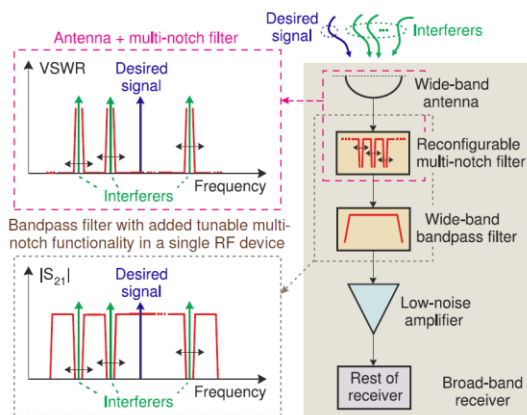 Antenna + multi-notch filter
VSWR
Desired
signal
Interferers
Frequency
Bandpass filter with added tunable multi-
notch functionality in a single RF device
|S21|
Desired
signal
Interferers
Frequency
Desired
signal
Interferers
...
Wide-band
antenna
Reconfigurable
multi-notch filter
Wide-band
bandpass filter
Low-noise
amplifier
Rest of
receiver
Broad-band
receiver